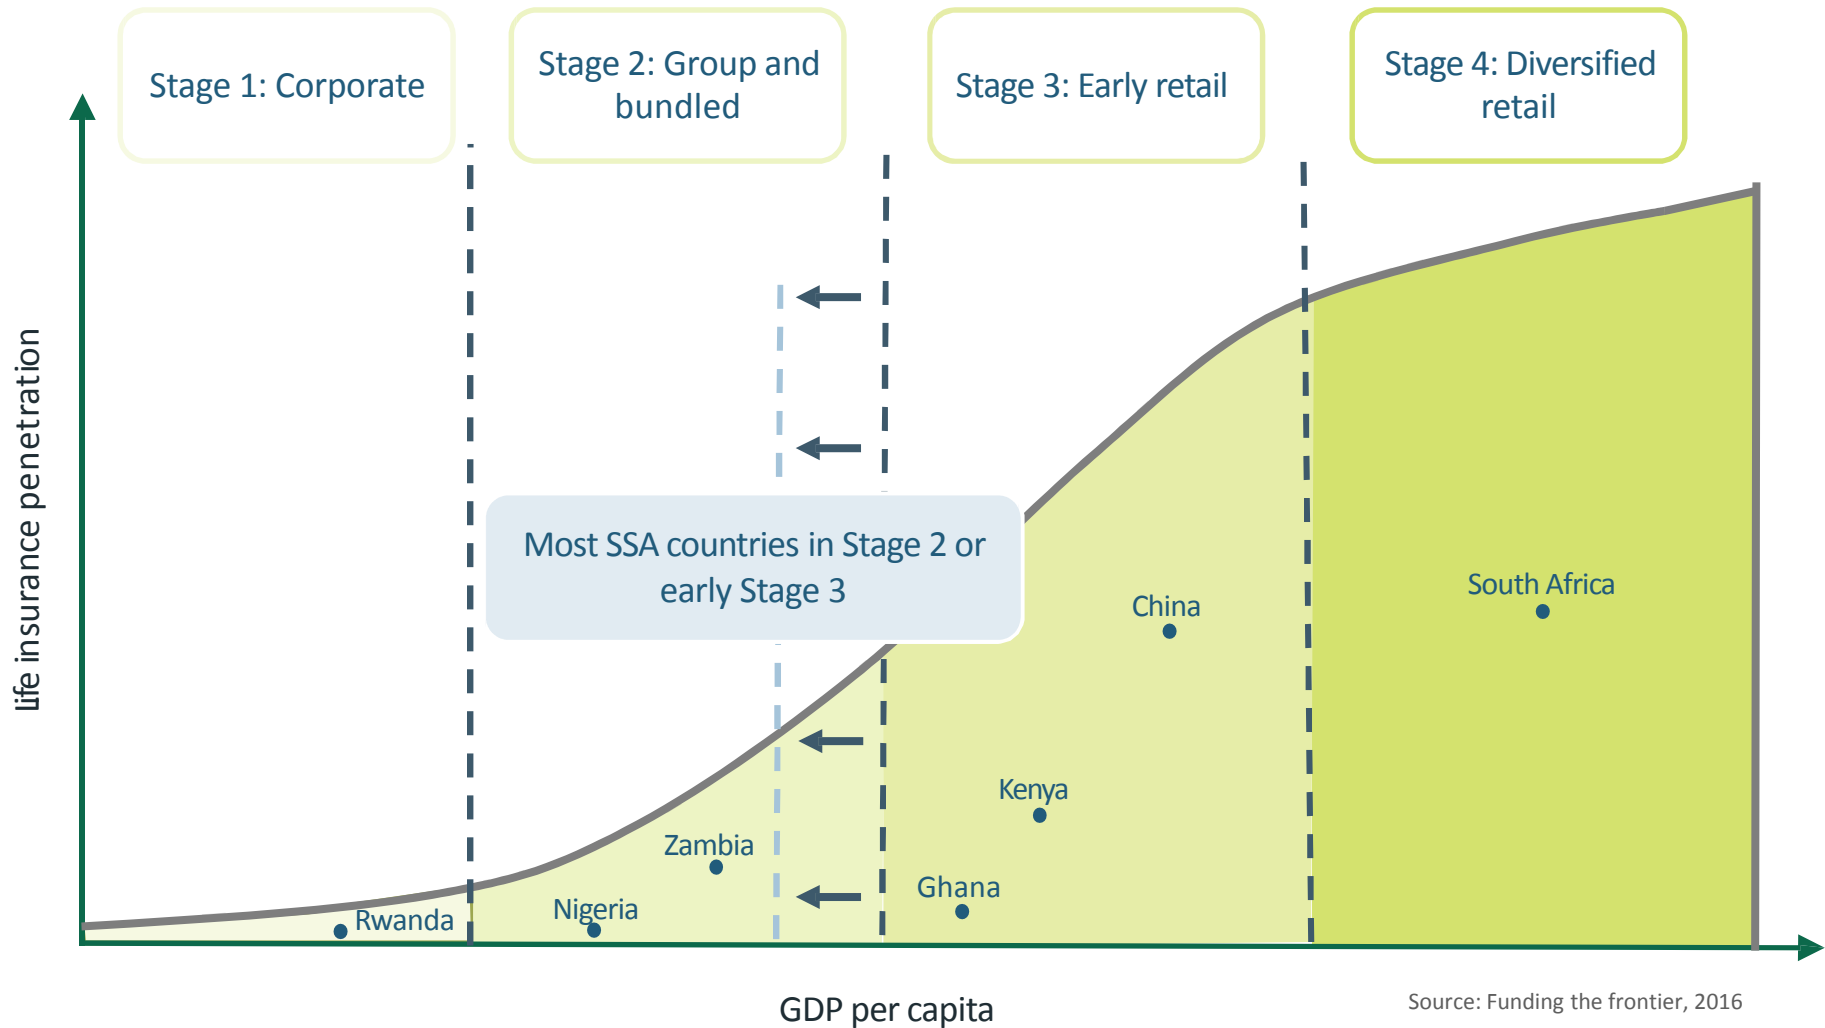 Stage 1: Corporate
Stage 2: Group and
bundled
Stage 3: Early retail
Stage 4: Diversified
retail
Life insurance penetration
Most SSA countries in Stage 2 or
early Stage 3
China
South Africa
Kenya
Zambia
Ghana
Nigeria
Rwanda
GDP per capita
Source: Funding the frontier, 2016